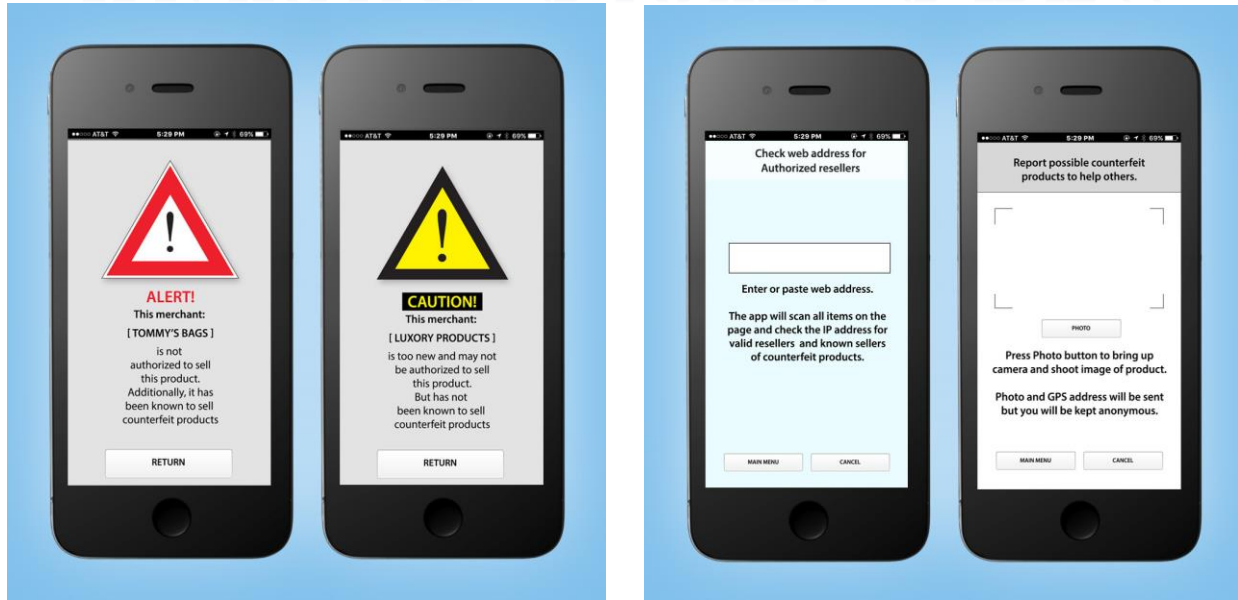 ●●○○○ AT&T 5:29 PM 69%
!
ALERT!
This merchant:
[ TOMMY'S BAGS ]
is not
authorized to sell
this product.
Additionally, it has
been known to sell
counterfeit products
RETURN
●●○○○ AT&T 5:29 PM 69%
!
CAUTION!
This merchant:
[ LUXORY PRODUCTS ]
is too new and may not
be authorized to sell
this product.
But has not
been known to sell
counterfeit products
RETURN
●●○○○ AT&T 5:29 PM 69%
Check web address for
Authorized resellers
Enter or paste web address.
The app will scan all items on the
page and check the IP address for
valid resellers and known sellers
of counterfeit products.
MAIN MENU CANCEL
●●○○○ AT&T 5:29 PM 69%
Report possible counterfeit
products to help others.
PHOTO
Press Photo button to bring up
camera and shoot image of product.
Photo and GPS address will be sent
but you will be kept anonymous.
MAIN MENU CANCEL